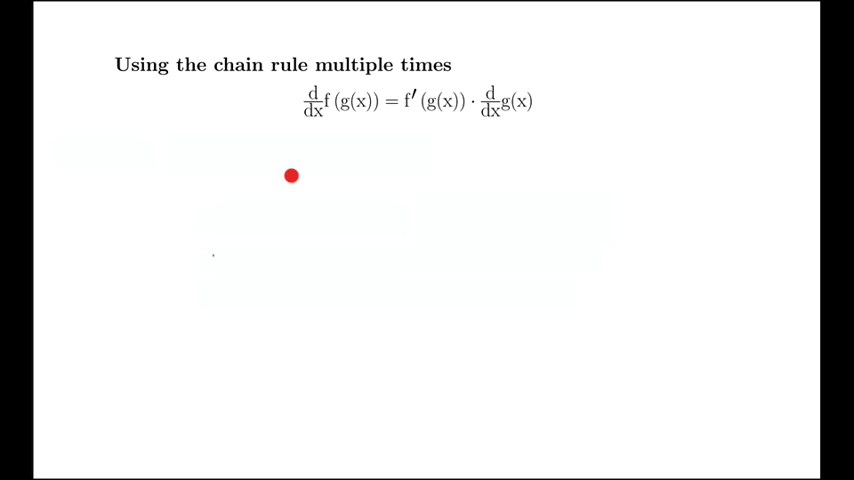 Using the chain rule multiple times
d/dx f (g(x)) = f′ (g(x)) · d/dx g(x)